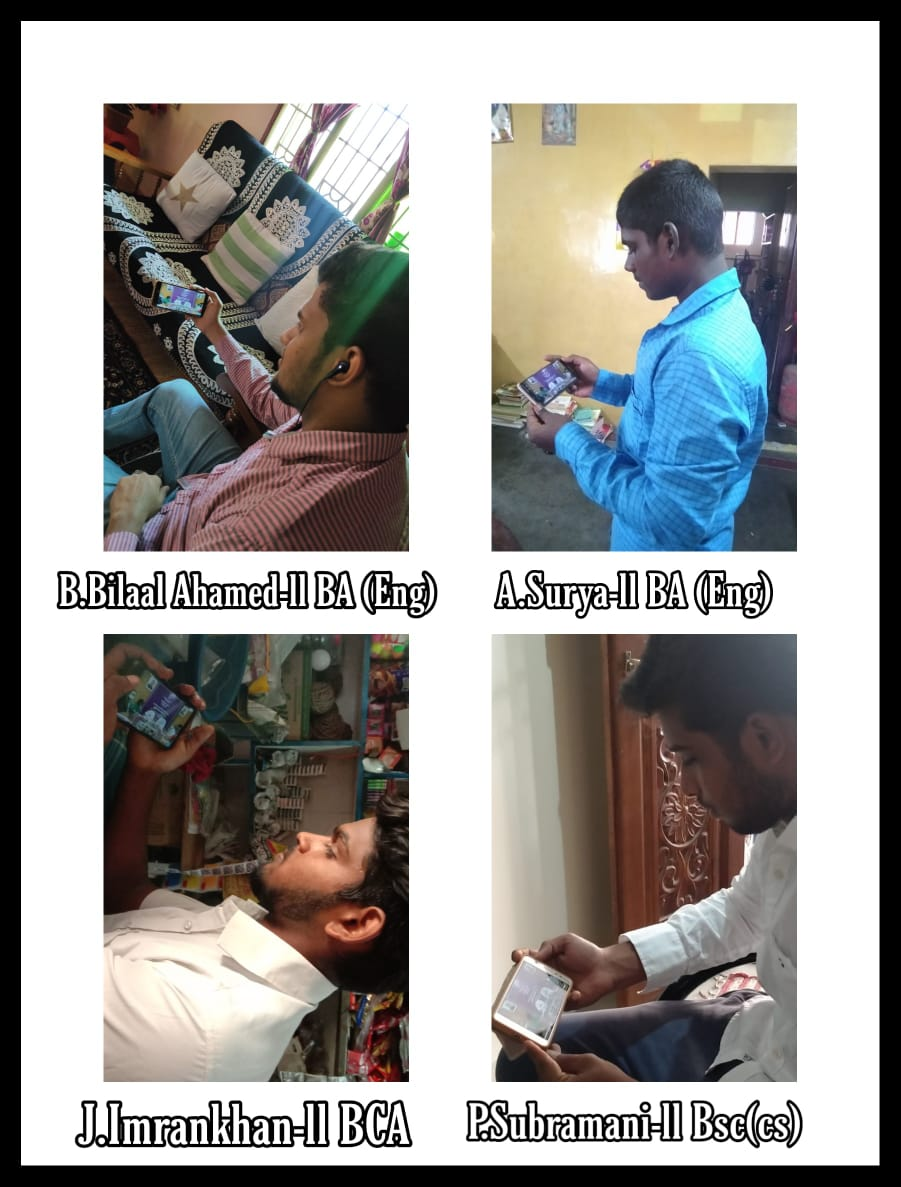 B.Bilaal Ahamed-II BA (Eng)
A.Surya-II BA (Eng)
J.Imrankhan-II BCA
P.Subramani-II Bsc(cs)